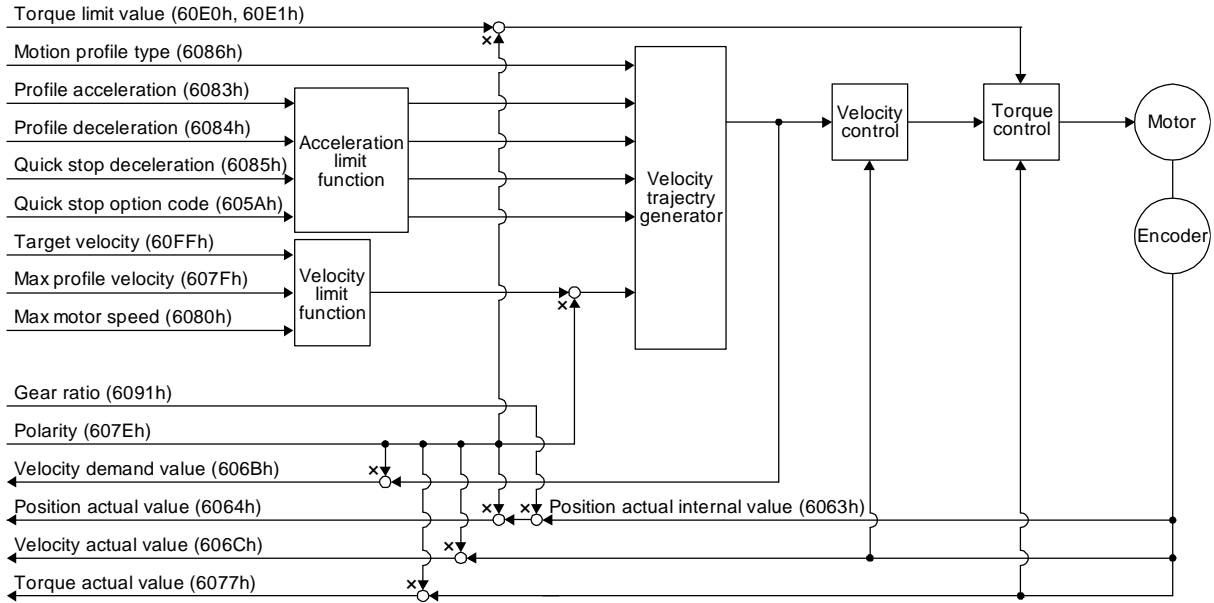 Torque limit value (60E0h, 60E1h)
×
Motion profile type (6086h)
Profile acceleration (6083h)
Profile deceleration (6084h)
Quick stop deceleration (6085h)
Quick stop option code (605Ah)
Acceleration
limit
function
Target velocity (60FFh)
Max profile velocity (607Fh)
Max motor speed (6080h)
Velocity
limit
function
×
Velocity
trajectry
generator
Velocity
control
Torque
control
Motor
Encoder
Gear ratio (6091h)
Polarity (607Eh)
Velocity demand value (606Bh)
×
Position actual value (6064h)
×
×
Position actual internal value (6063h)
Velocity actual value (606Ch)
×
Torque actual value (6077h)
×